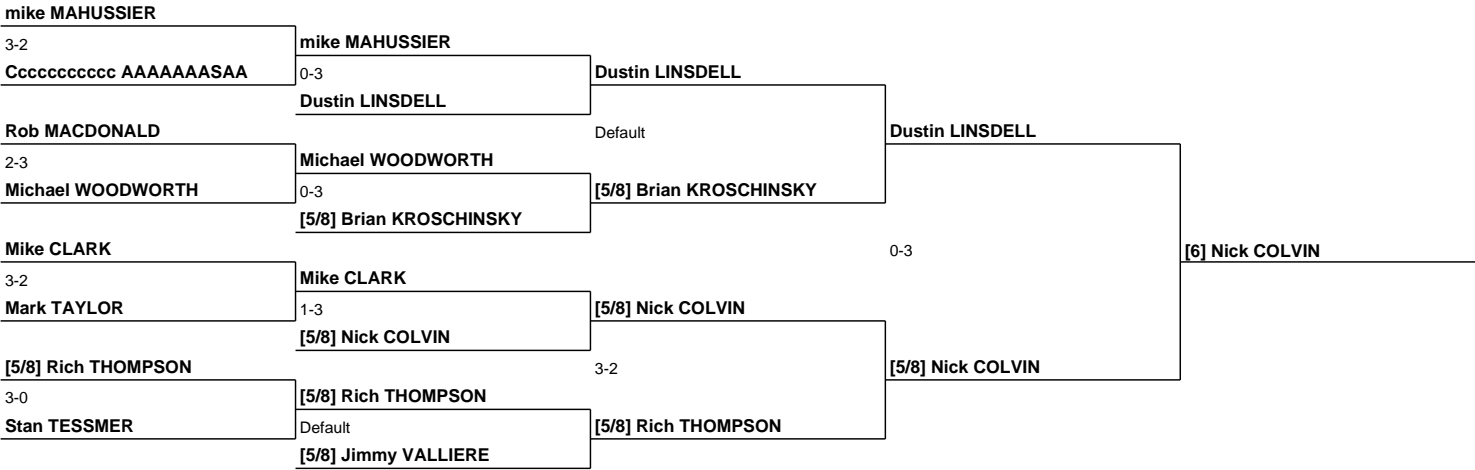 mike MAHUSSIER
3-2
Cccccccccccc AAAAAAASAA
Rob MACDONALD
2-3
Michael WOODWORTH
Mike CLARK
3-2
Mark TAYLOR
[5/8] Rich THOMPSON
3-0
Stan TESSMER
mike MAHUSSIER
0-3
Dustin LINSDELL
Michael WOODWORTH
0-3
[5/8] Brian KROSCHINSKY
Mike CLARK
1-3
[5/8] Nick COLVIN
[5/8] Rich THOMPSON
Default
[5/8] Jimmy VALLIERE
Dustin LINSDELL
Default
[5/8] Brian KROSCHINSKY
[5/8] Nick COLVIN
3-2
[5/8] Rich THOMPSON
Dustin LINSDELL
0-3
[5/8] Nick COLVIN
[6] Nick COLVIN